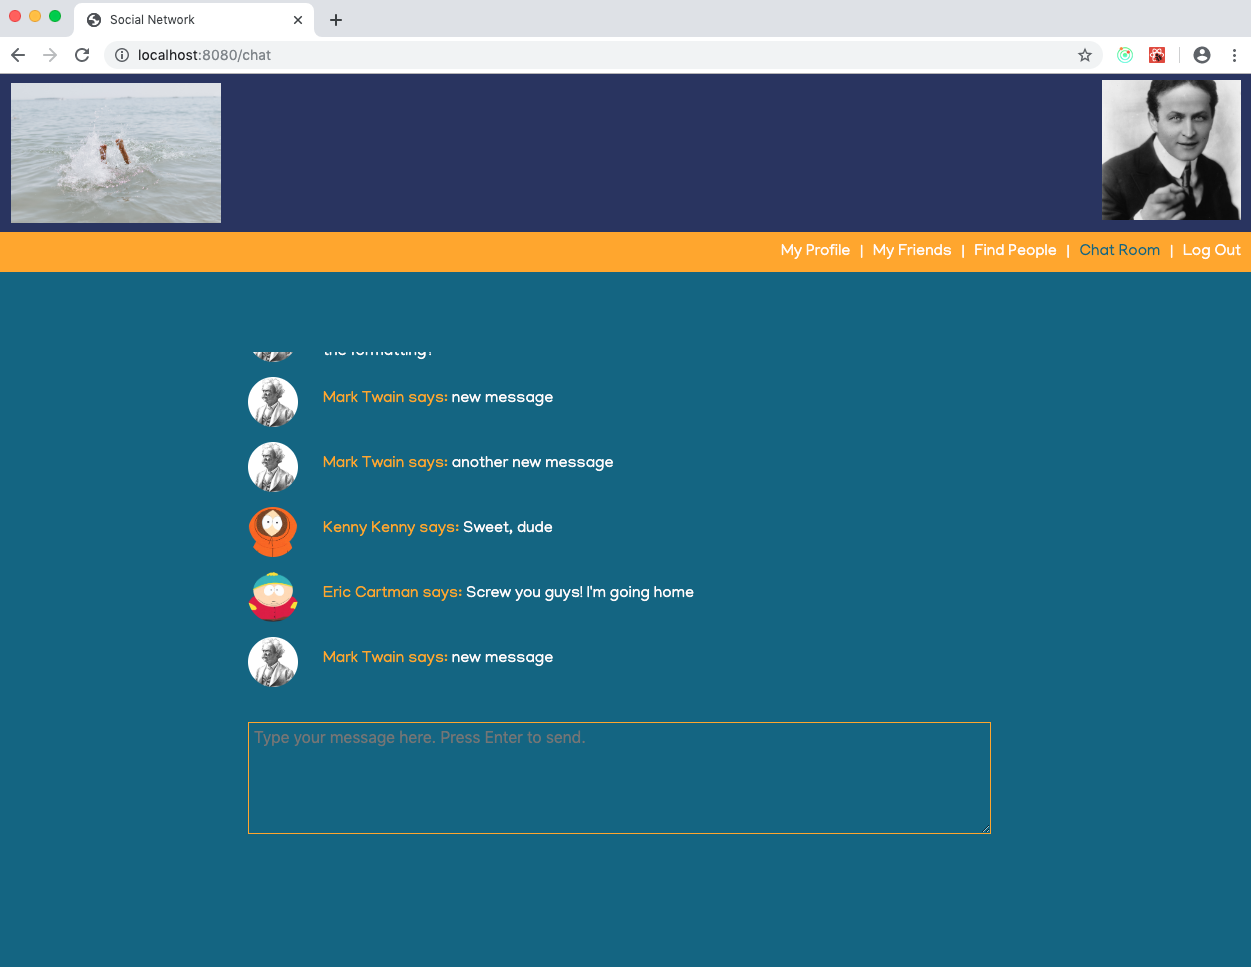 Social Network
localhost:8080/chat
My Profile | My Friends | Find People | Chat Room | Log Out
the formatting?
Mark Twain says: new message
Mark Twain says: another new message
Kenny Kenny says: Sweet, dude
Eric Cartman says: Screw you guys! I'm going home
Mark Twain says: new message
Type your message here. Press Enter to send.